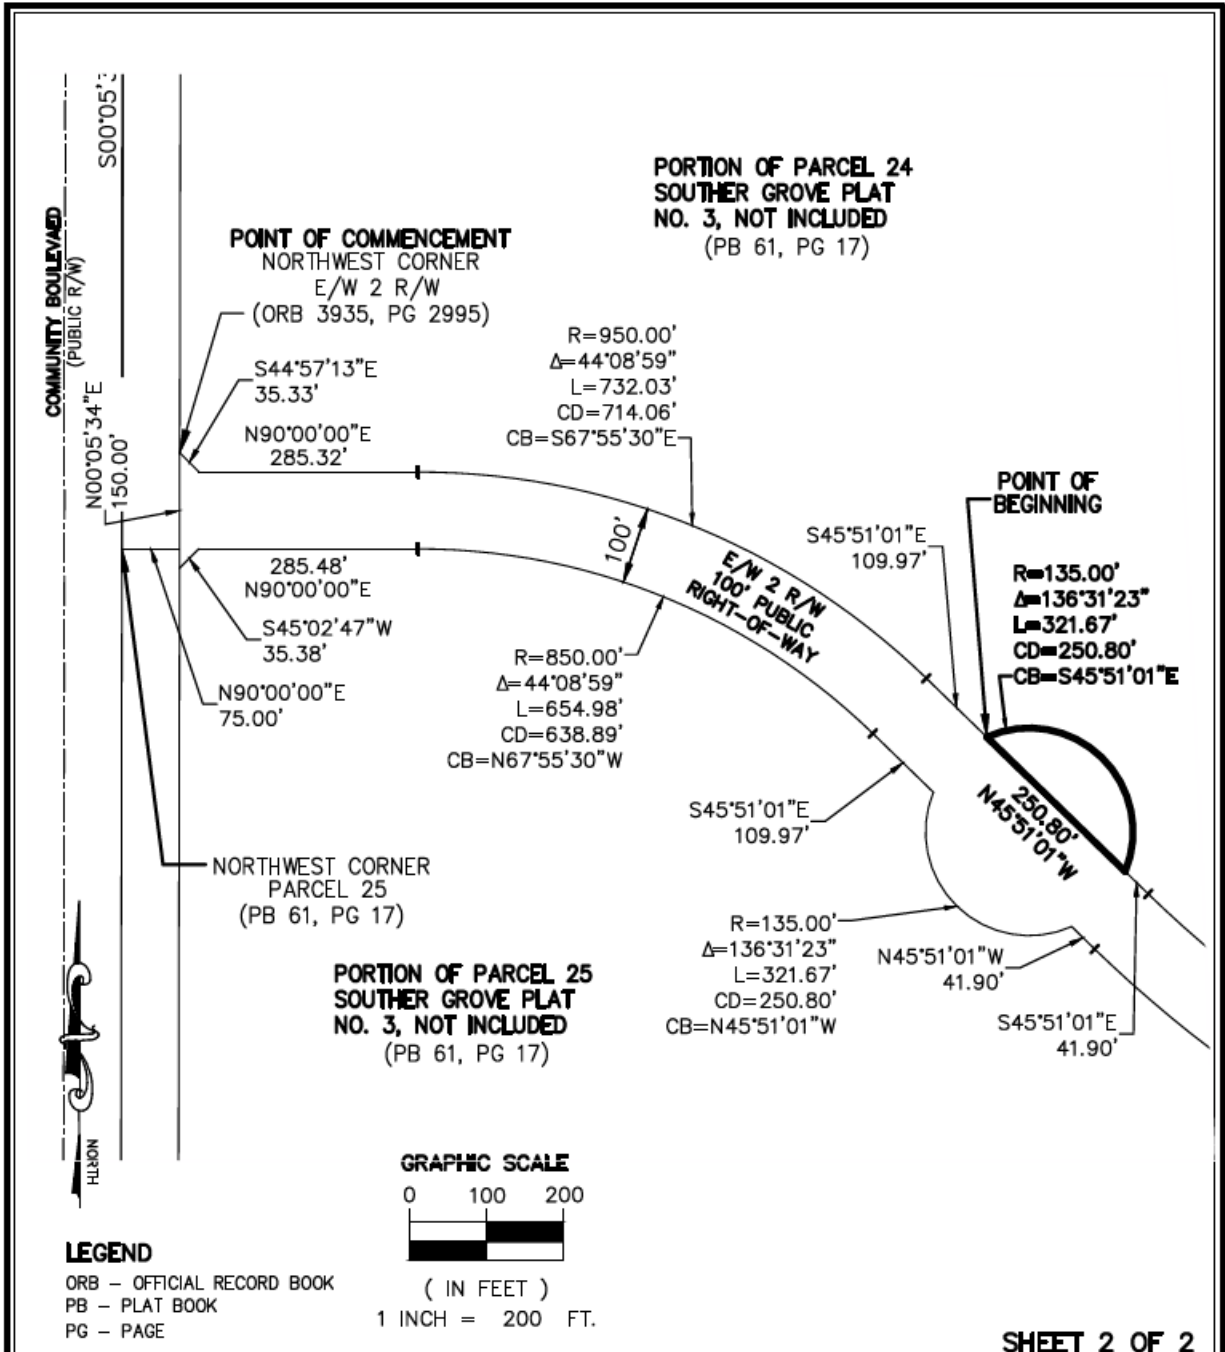 S00°05'3
COMMUNITY BOULEVAED
(PUBLIC R/W)
PORTION OF PARCEL 24
SOUTHER GROVE PLAT
NO. 3, NOT INCLUDED
(PB 61, PG 17)
POINT OF COMMENCEMENT
NORTHWEST CORNER
E/W 2 R/W
(ORB 3935, PG 2995)
S44°57'13"E
35.33'
N90°00'00"E
285.32'
N00°05'34"E
150.00'
R=950.00'
Δ=44°08'59"
L=732.03'
CD=714.06'
CB=S67°55'30"E
POINT OF
BEGINNING
S45°51'01"E
109.97'
R=135.00'
Δ=136°31'23"
L=321.67'
CD=250.80'
CB=S45°51'01"E
100'
E/W 2 R/W
100' PUBLIC
RIGHT-OF-WAY
285.48'
N90°00'00"E
S45°02'47"W
35.38'
N90°00'00"E
75.00'
R=850.00'
Δ=44°08'59"
L=654.98'
CD=638.89'
CB=N67°55'30"W
S45°51'01"E
109.97'
250.80'
N45°51'01"W
NORTHWEST CORNER
PARCEL 25
(PB 61, PG 17)
R=135.00'
Δ=136°31'23"
L=321.67'
CD=250.80'
CB=N45°51'01"W
N45°51'01"W
41.90'
S45°51'01"E
41.90'
PORTION OF PARCEL 25
SOUTHER GROVE PLAT
NO. 3, NOT INCLUDED
(PB 61, PG 17)
NORTH
GRAPHIC SCALE
0 100 200
( IN FEET )
1 INCH = 200 FT.
LEGEND
ORB – OFFICIAL RECORD BOOK
PB – PLAT BOOK
PG – PAGE
SHEET 2 OF 2